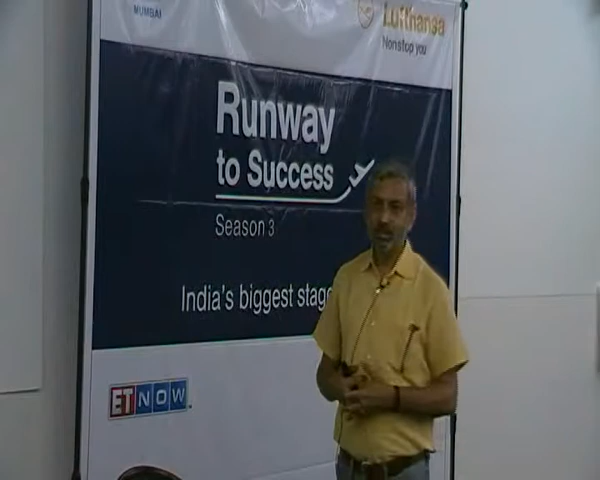 MUMBAI
Lufthansa
Nonstop you
Runway
to Success
Season 3
India's biggest stag
ET NOW